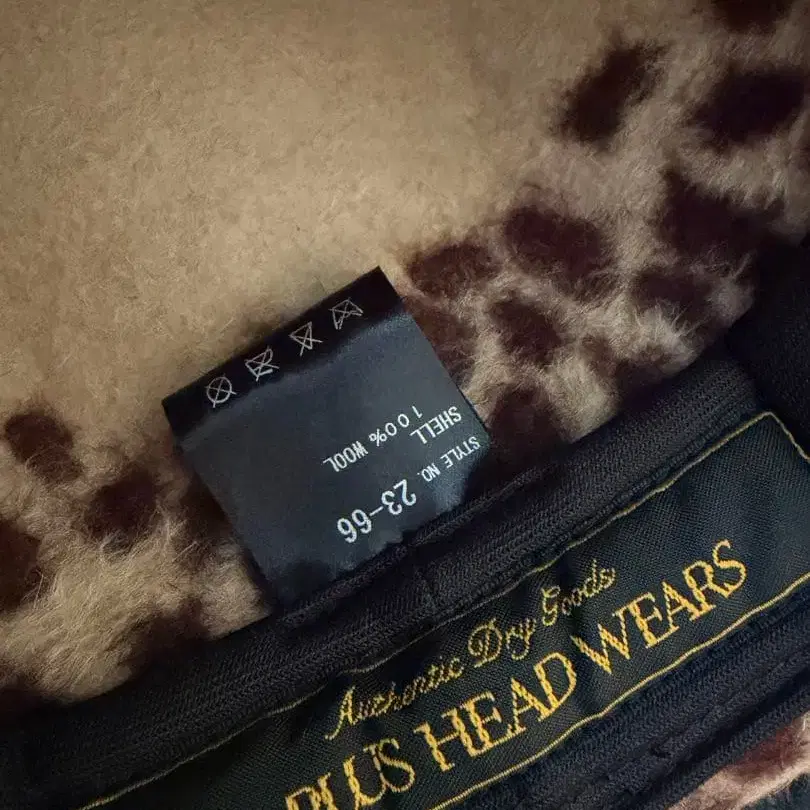 STYLE NO. 23-66
SHELL
100% WOOL
Authentic Dry Goods
PLUS HEAD WEARS